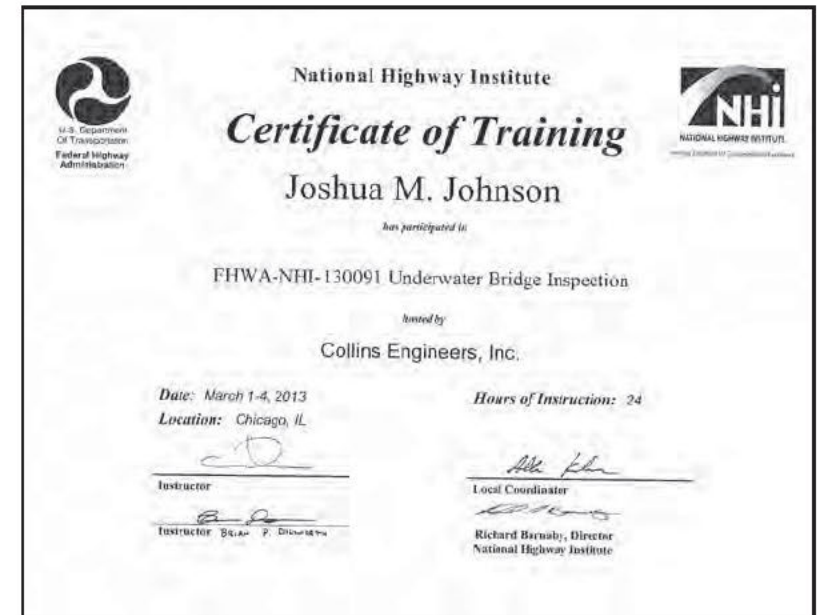 National Highway Institute
Certificate of Training
Joshua M. Johnson
has participated in
FHWA-NHI-130091 Underwater Bridge Inspection
hosted by
Collins Engineers, Inc.
U.S. Department
Of Transportation
Federal Highway
Administration
NHI
NATIONAL HIGHWAY INSTITUTE
Date: March 1-4, 2013
Location: Chicago, IL
Instructor
Instructor BRIAN P.
Hours of Instruction: 24
Local Coordinator
Richard Barnaby, Director
National Highway Institute